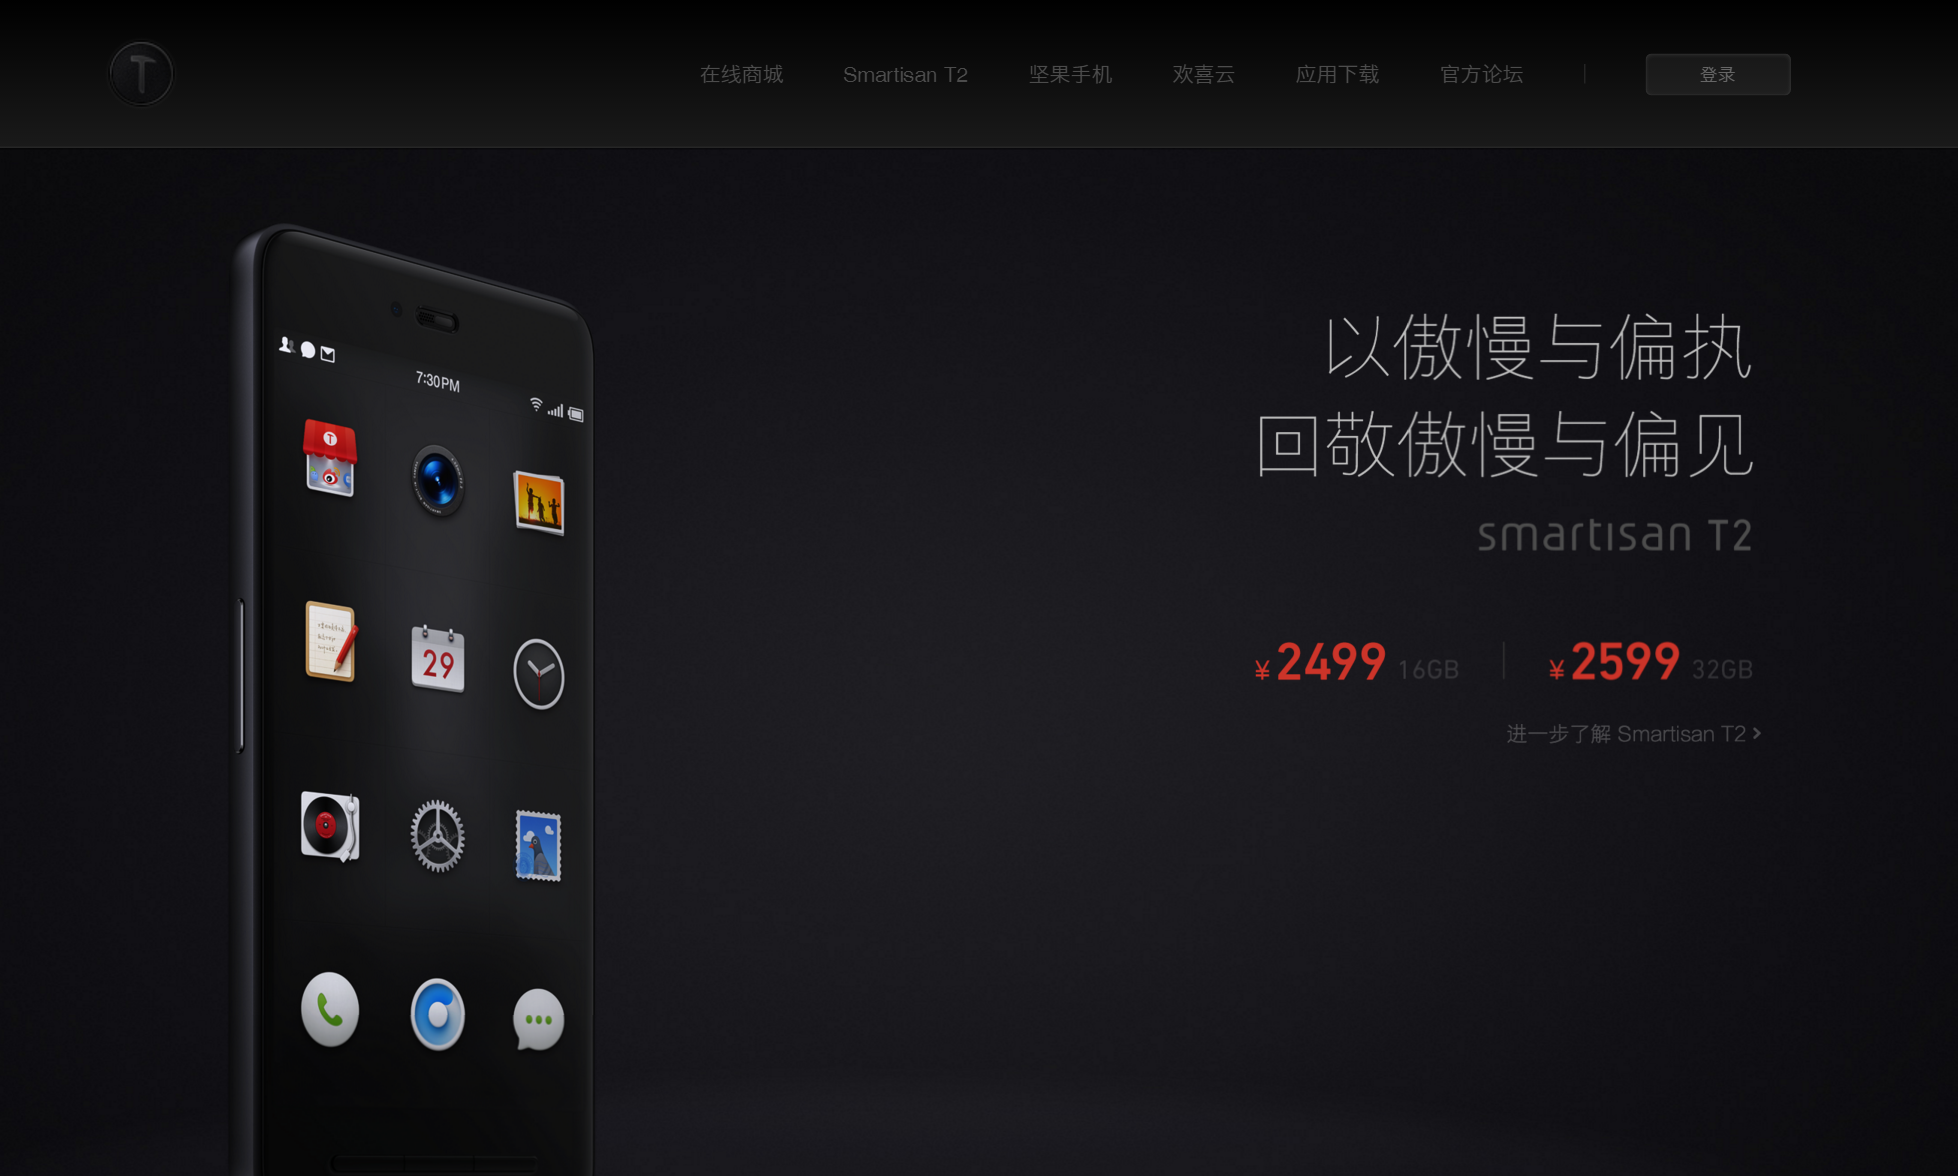 在线商城 Smartisan T2 坚果手机 欢喜云 应用下载 官方论坛 登录
7:30PM
29
以傲慢与偏执
回敬傲慢与偏见
smartisan T2
¥2499 16GB ¥2599 32GB
进一步了解 Smartisan T2